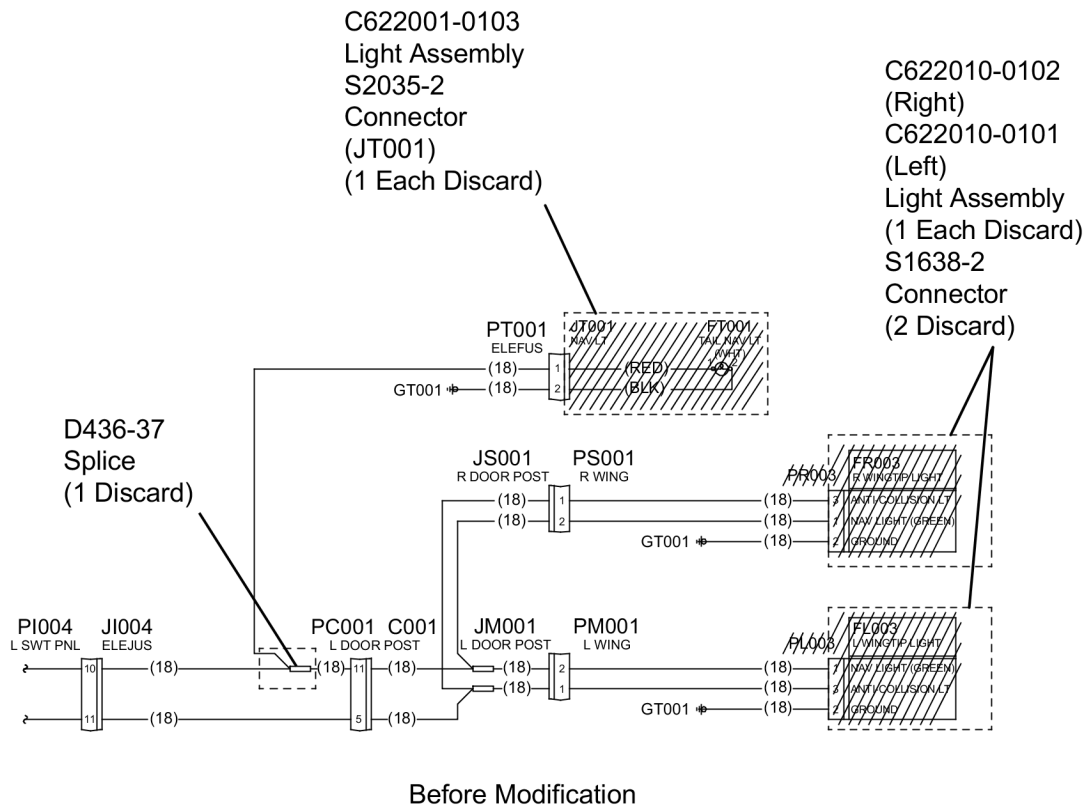 C622001-0103
Light Assembly
S2035-2
Connector
(JT001)
(1 Each Discard)
C622010-0102
(Right)
C622010-0101
(Left)
Light Assembly
(1 Each Discard)
S1638-2
Connector
(2 Discard)
PT001
ELEFUS
JT001
NAV LT
FT001
TAIL NAV LT
(WHT)
(18) 1 (RED) 1 2
GT001 (18) 2 (BLK)
D436-37
Splice
(1 Discard)
JS001 PS001
R DOOR POST R WING
PR003 FR003
R WINGTIP LIGHT
(18) 1 (18) 3 ANTI-COLLISION LT
(18) 2 (18) 1 NAV LIGHT (GREEN)
GT001 (18) 2 GROUND
PI004 JI004 PC001 C001 JM001 PM001
L SWT PNL ELEJUS L DOOR POST L DOOR POST L WING
PL003 FL003
L WINGTIP LIGHT
10 (18) (18) 11 (18) (18) 2 (18) 1 NAV LIGHT (GREEN)
(18) 1 (18) 3 ANTI-COLLISION LT
GT001 (18) 2 GROUND
11 (18) 5 (18)
Before Modification